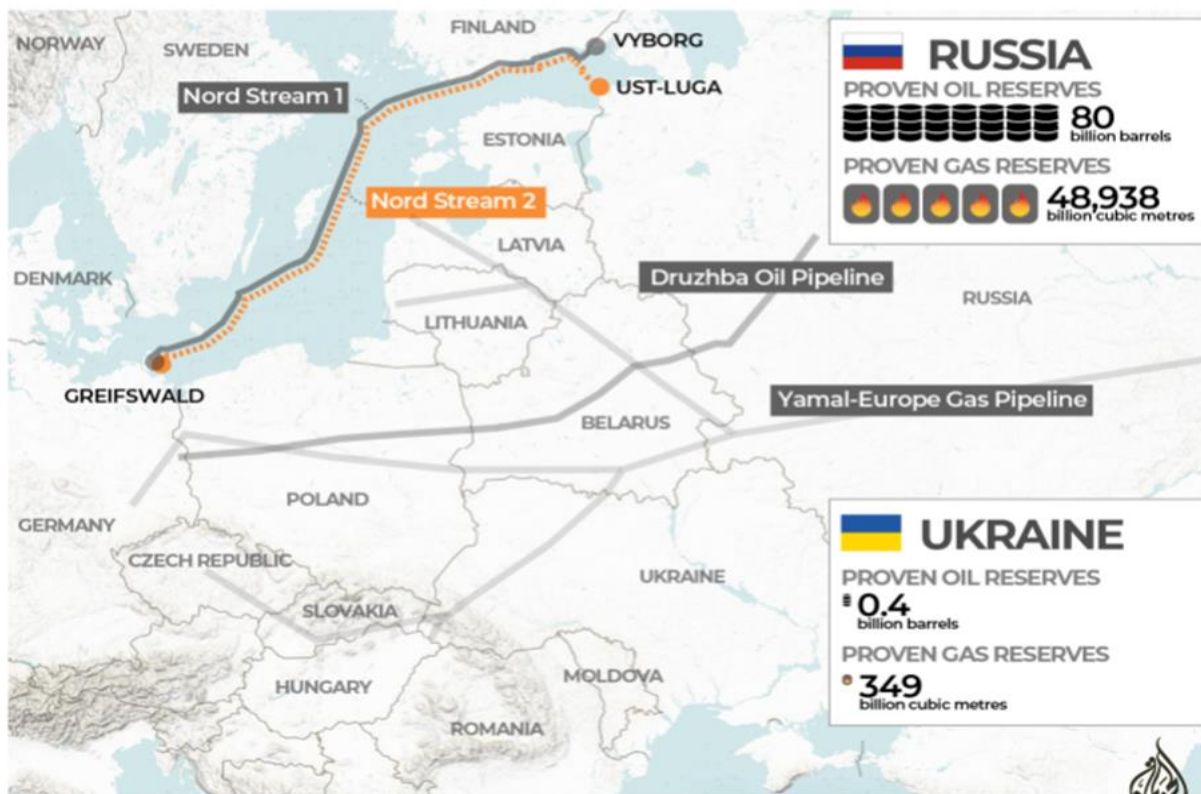 NORWAY
SWEDEN
FINLAND
VYBORG
UST-LUGA
Nord Stream 1
ESTONIA
Nord Stream 2
LATVIA
DENMARK
Druzhba Oil Pipeline
RUSSIA
LITHUANIA
GREIFSWALD
Yamal-Europe Gas Pipeline
BELARUS
POLAND
GERMANY
CZECH REPUBLIC
UKRAINE
SLOVAKIA
HUNGARY
MOLDOVA
ROMANIA
RUSSIA
PROVEN OIL RESERVES
80
billion barrels
PROVEN GAS RESERVES
48,938
billion cubic metres
UKRAINE
PROVEN OIL RESERVES
0.4
billion barrels
PROVEN GAS RESERVES
349
billion cubic metres